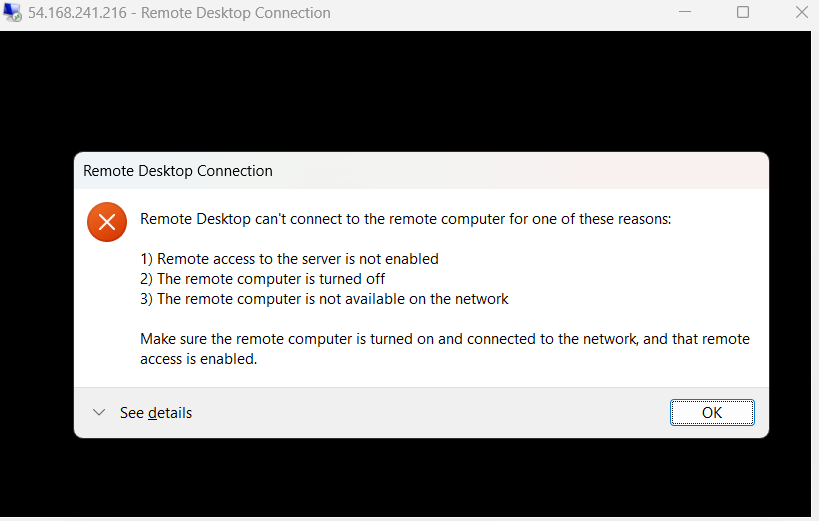 54.168.241.216 - Remote Desktop Connection
Remote Desktop Connection
Remote Desktop can't connect to the remote computer for one of these reasons:
1) Remote access to the server is not enabled
2) The remote computer is turned off
3) The remote computer is not available on the network
Make sure the remote computer is turned on and connected to the network, and that remote
access is enabled.
See details
OK